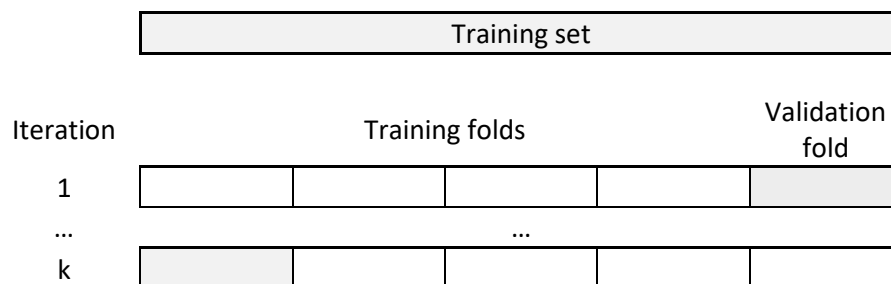 Training set
Iteration
Training folds
Validation
fold
1
...
...
k